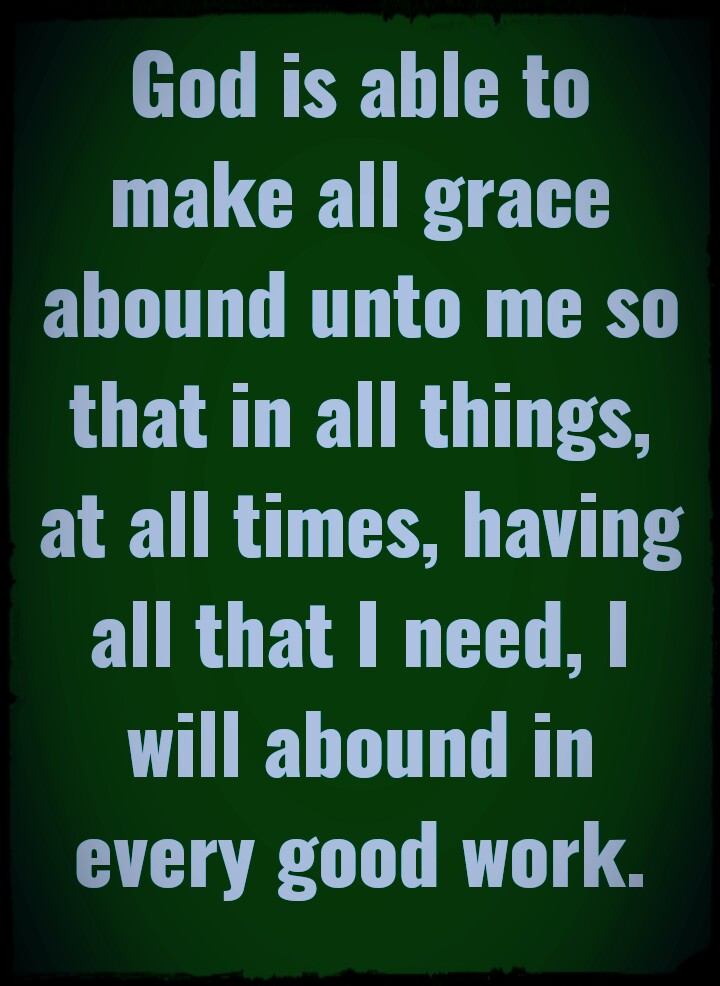 God is able to
make all grace
abound unto me so
that in all things,
at all times, having
all that I need, I
will abound in
every good work.